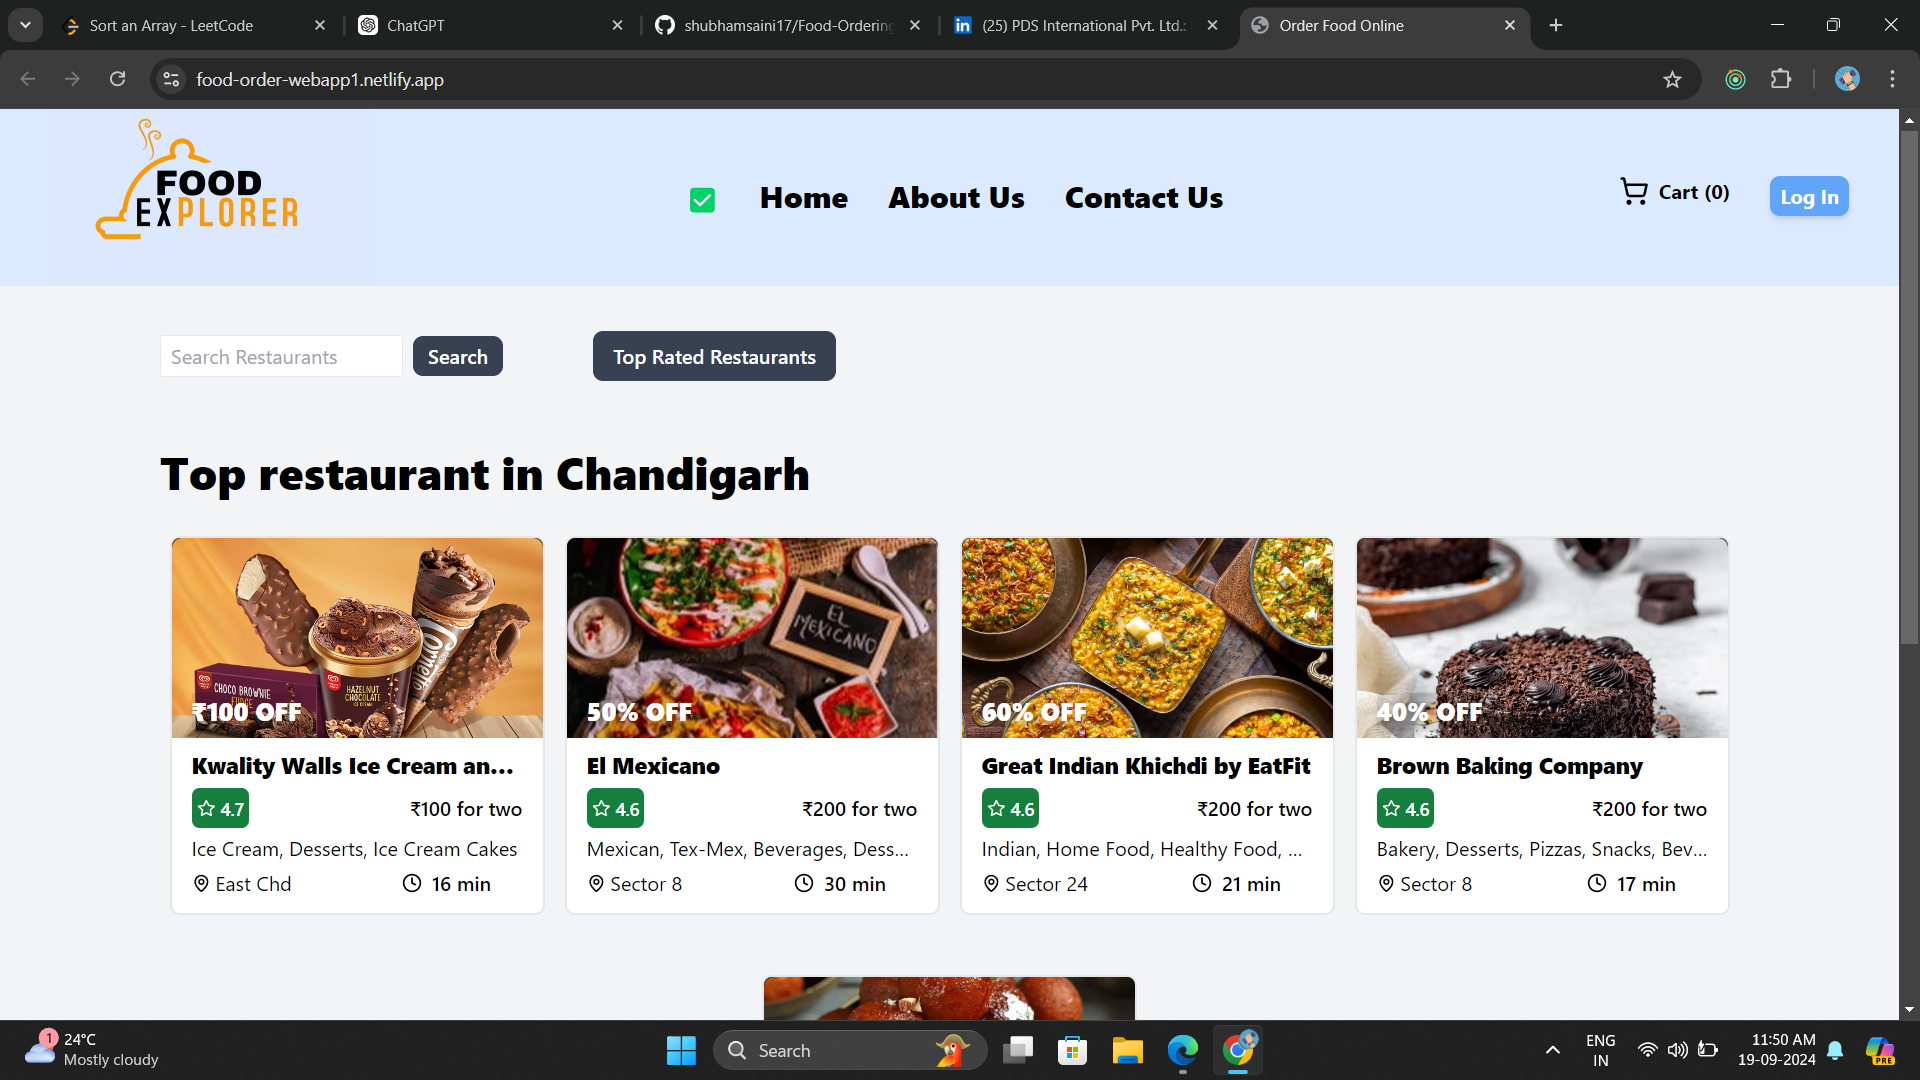 Sort an Array - LeetCode
ChatGPT
shubhamsaini17/Food-Ordering
(25) PDS International Pvt. Ltd.:
Order Food Online
food-order-webapp1.netlify.app
FOOD
EXPLORER
Home
About Us
Contact Us
Cart (0)
Log In
Search Restaurants
Search
Top Rated Restaurants
Top restaurant in Chandigarh
CHOCO BROWNIE
FUDGE
HAZELNUT
CHOCOLATE
ICE CREAM
Cornetto
EL
MEXICANO
₹100 OFF
50% OFF
60% OFF
40% OFF
Kwality Walls Ice Cream an...
4.7
₹100 for two
Ice Cream, Desserts, Ice Cream Cakes
East Chd
16 min
El Mexicano
4.6
₹200 for two
Mexican, Tex-Mex, Beverages, Dess...
Sector 8
30 min
Great Indian Khichdi by EatFit
4.6
₹200 for two
Indian, Home Food, Healthy Food, ...
Sector 24
21 min
Brown Baking Company
4.6
₹200 for two
Bakery, Desserts, Pizzas, Snacks, Bev...
Sector 8
17 min
1
24°C
Mostly cloudy
Search
ENG
IN
11:50 AM
19-09-2024
PRE